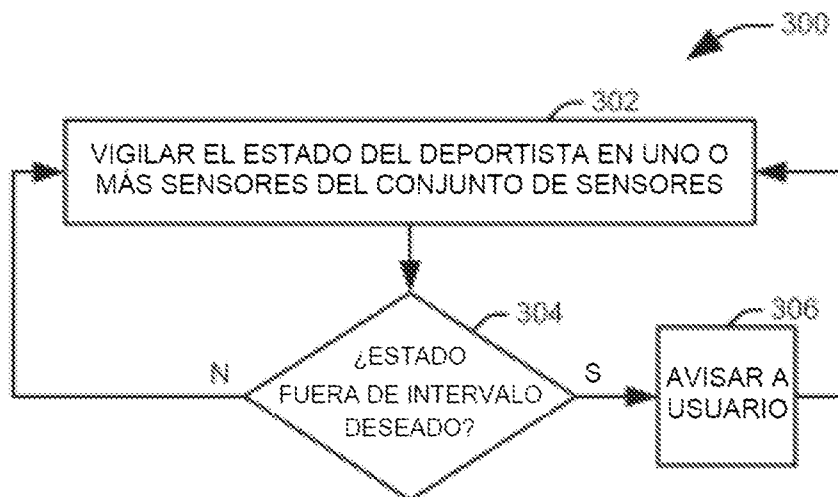 300
302
VIGILAR EL ESTADO DEL DEPORTISTA EN UNO O
MÁS SENSORES DEL CONJUNTO DE SENSORES
304
¿ESTADO
FUERA DE INTERVALO
DESEADO?
N
S
306
AVISAR A
USUARIO